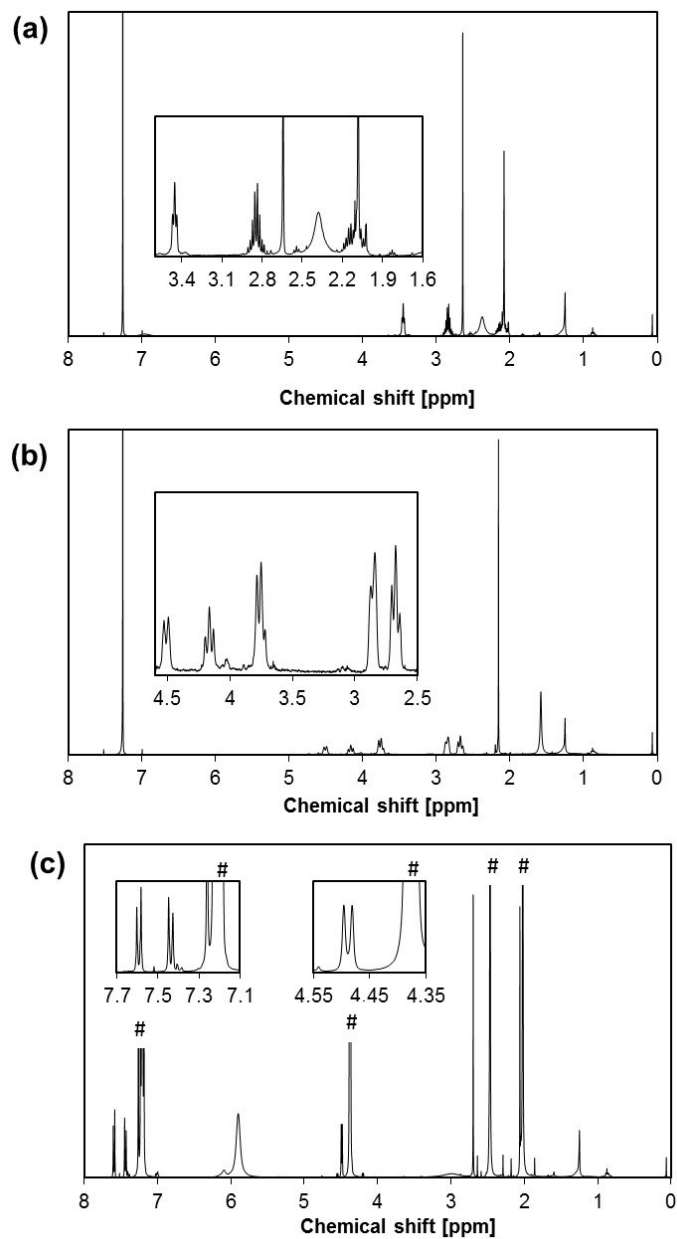 (a)
3.4 3.1 2.8 2.5 2.2 1.9 1.6
8 7 6 5 4 3 2 1 0
Chemical shift [ppm]
(b)
4.5 4 3.5 3 2.5
8 7 6 5 4 3 2 1 0
Chemical shift [ppm]
(c)
# # # #
7.7 7.5 7.3 7.1 4.55 4.45 4.35
# #
8 7 6 5 4 3 2 1 0
Chemical shift [ppm]